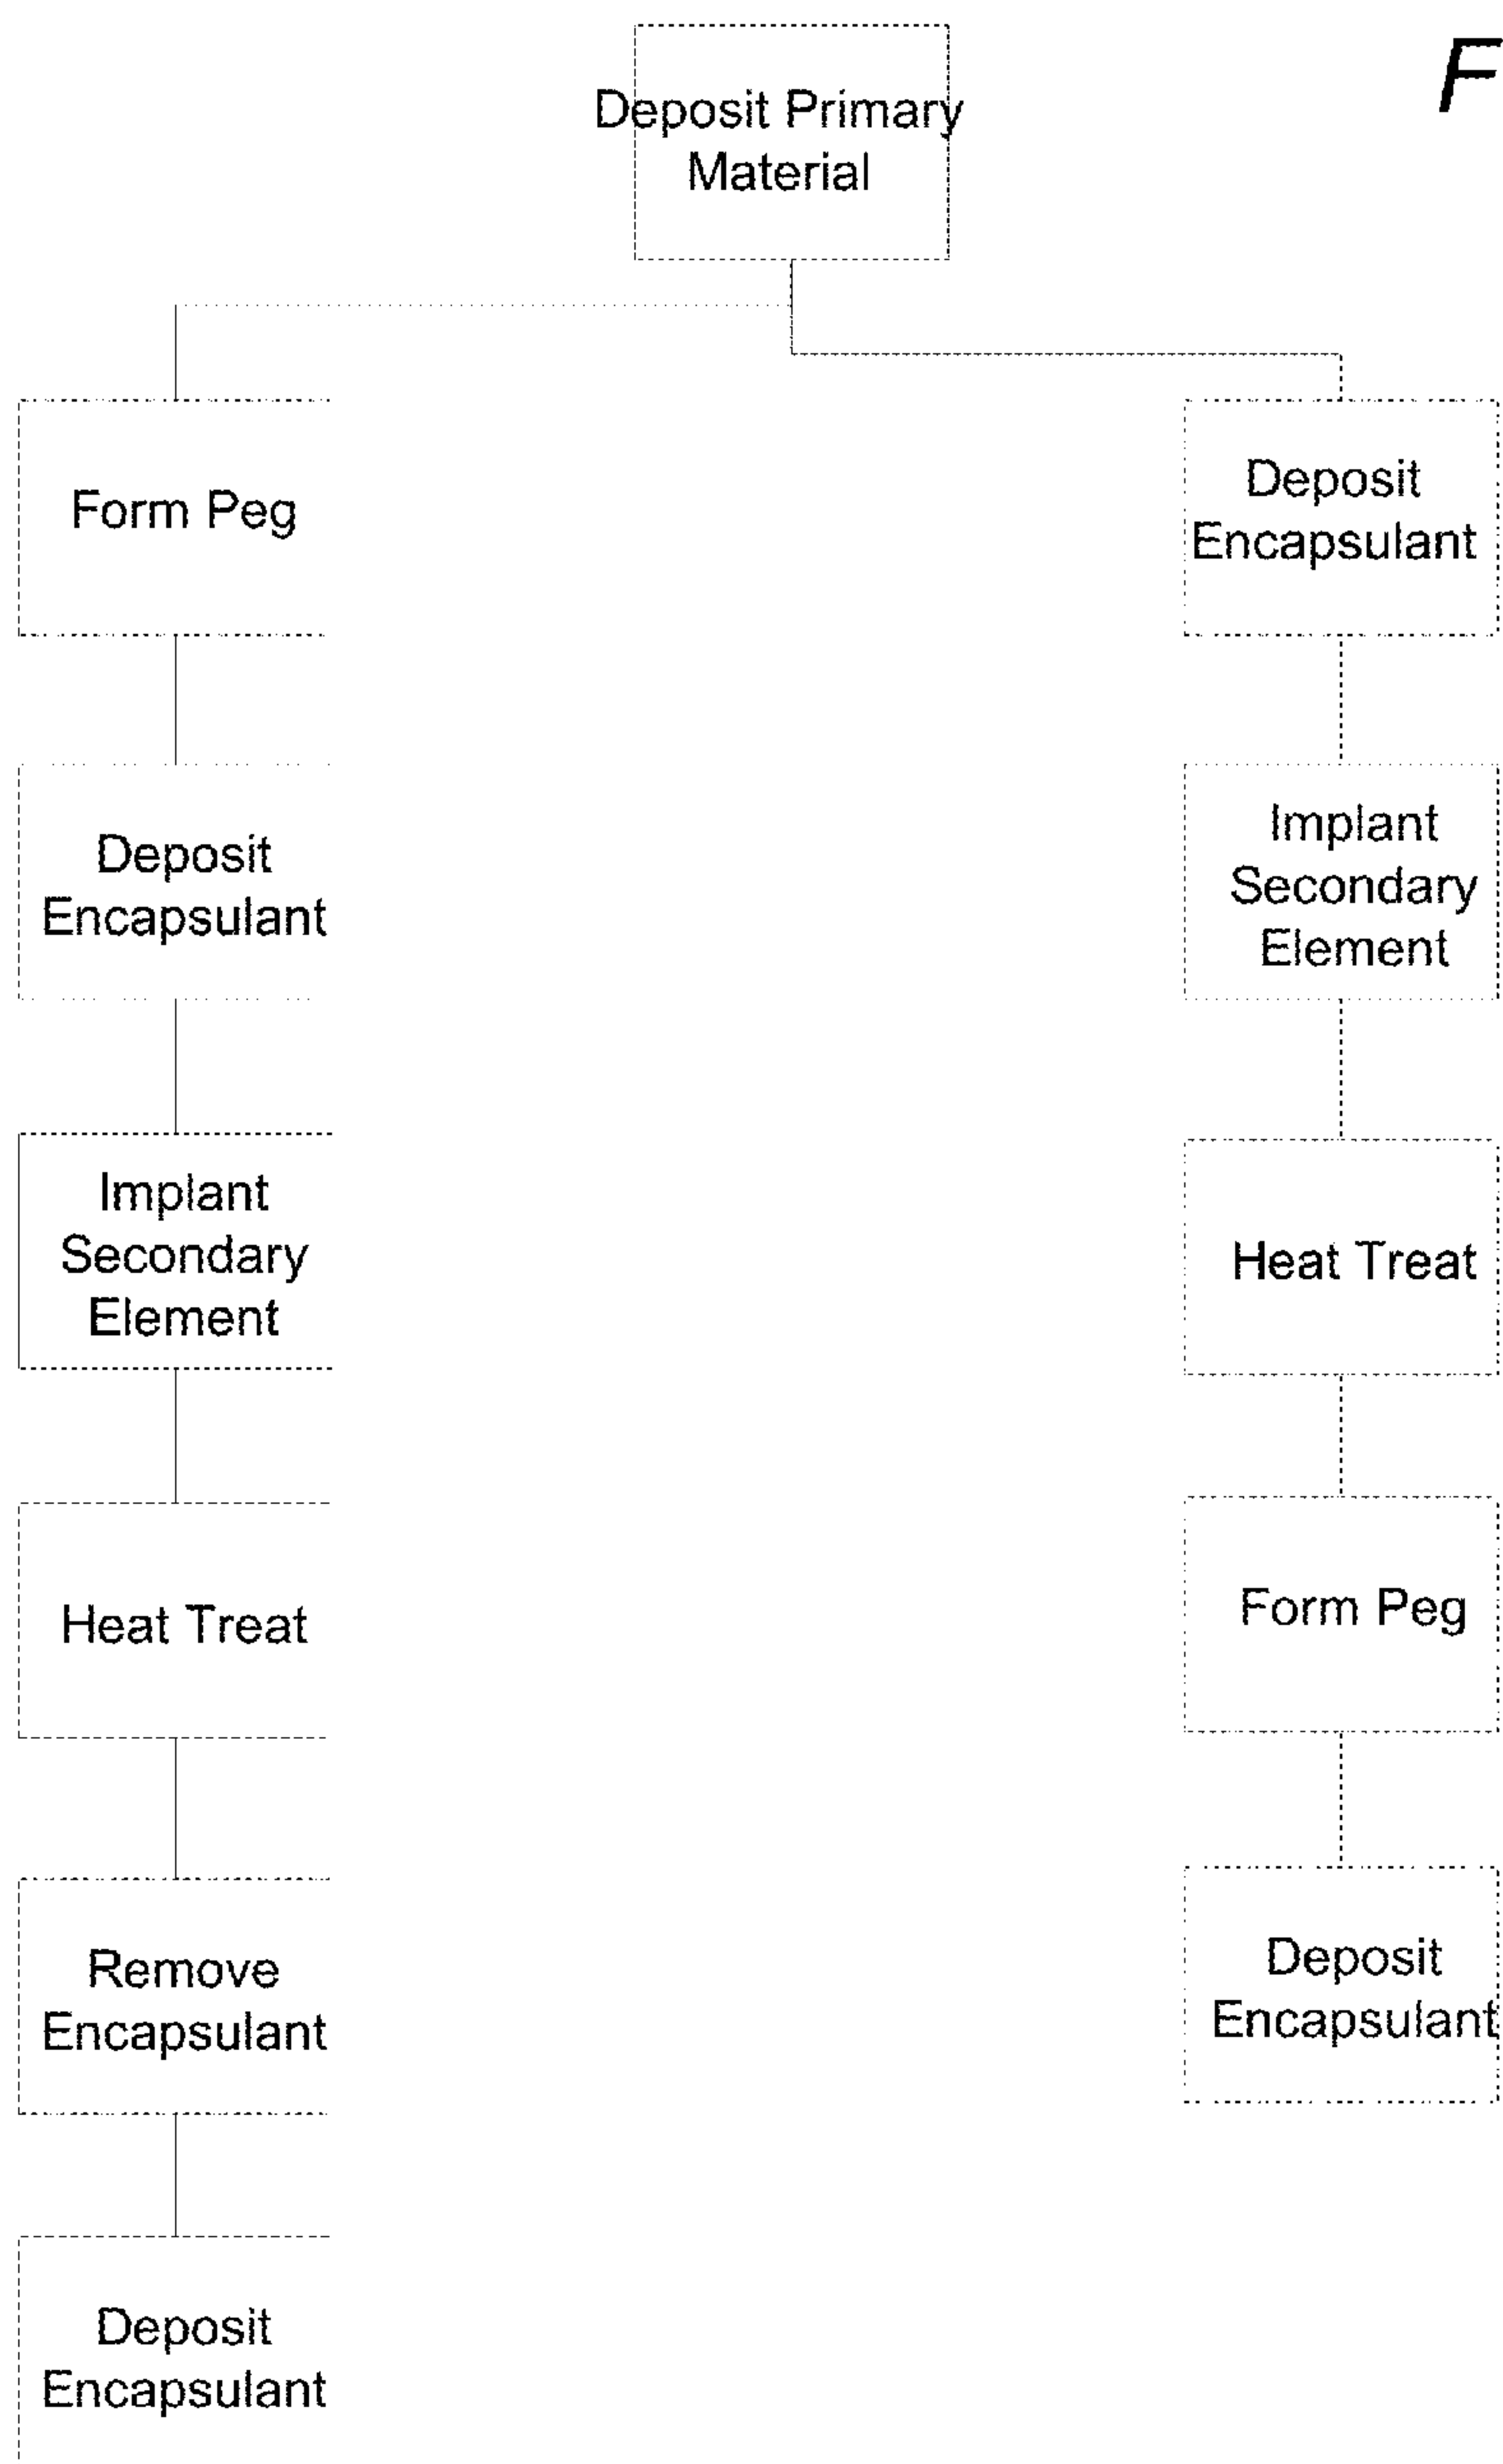 F
Deposit Primary
Material
Form Peg
Deposit
Encapsulant
Implant
Secondary
Element
Heat Treat
Remove
Encapsulant
Deposit
Encapsulant
Deposit
Encapsulant
Implant
Secondary
Element
Heat Treat
Form Peg
Deposit
Encapsulant